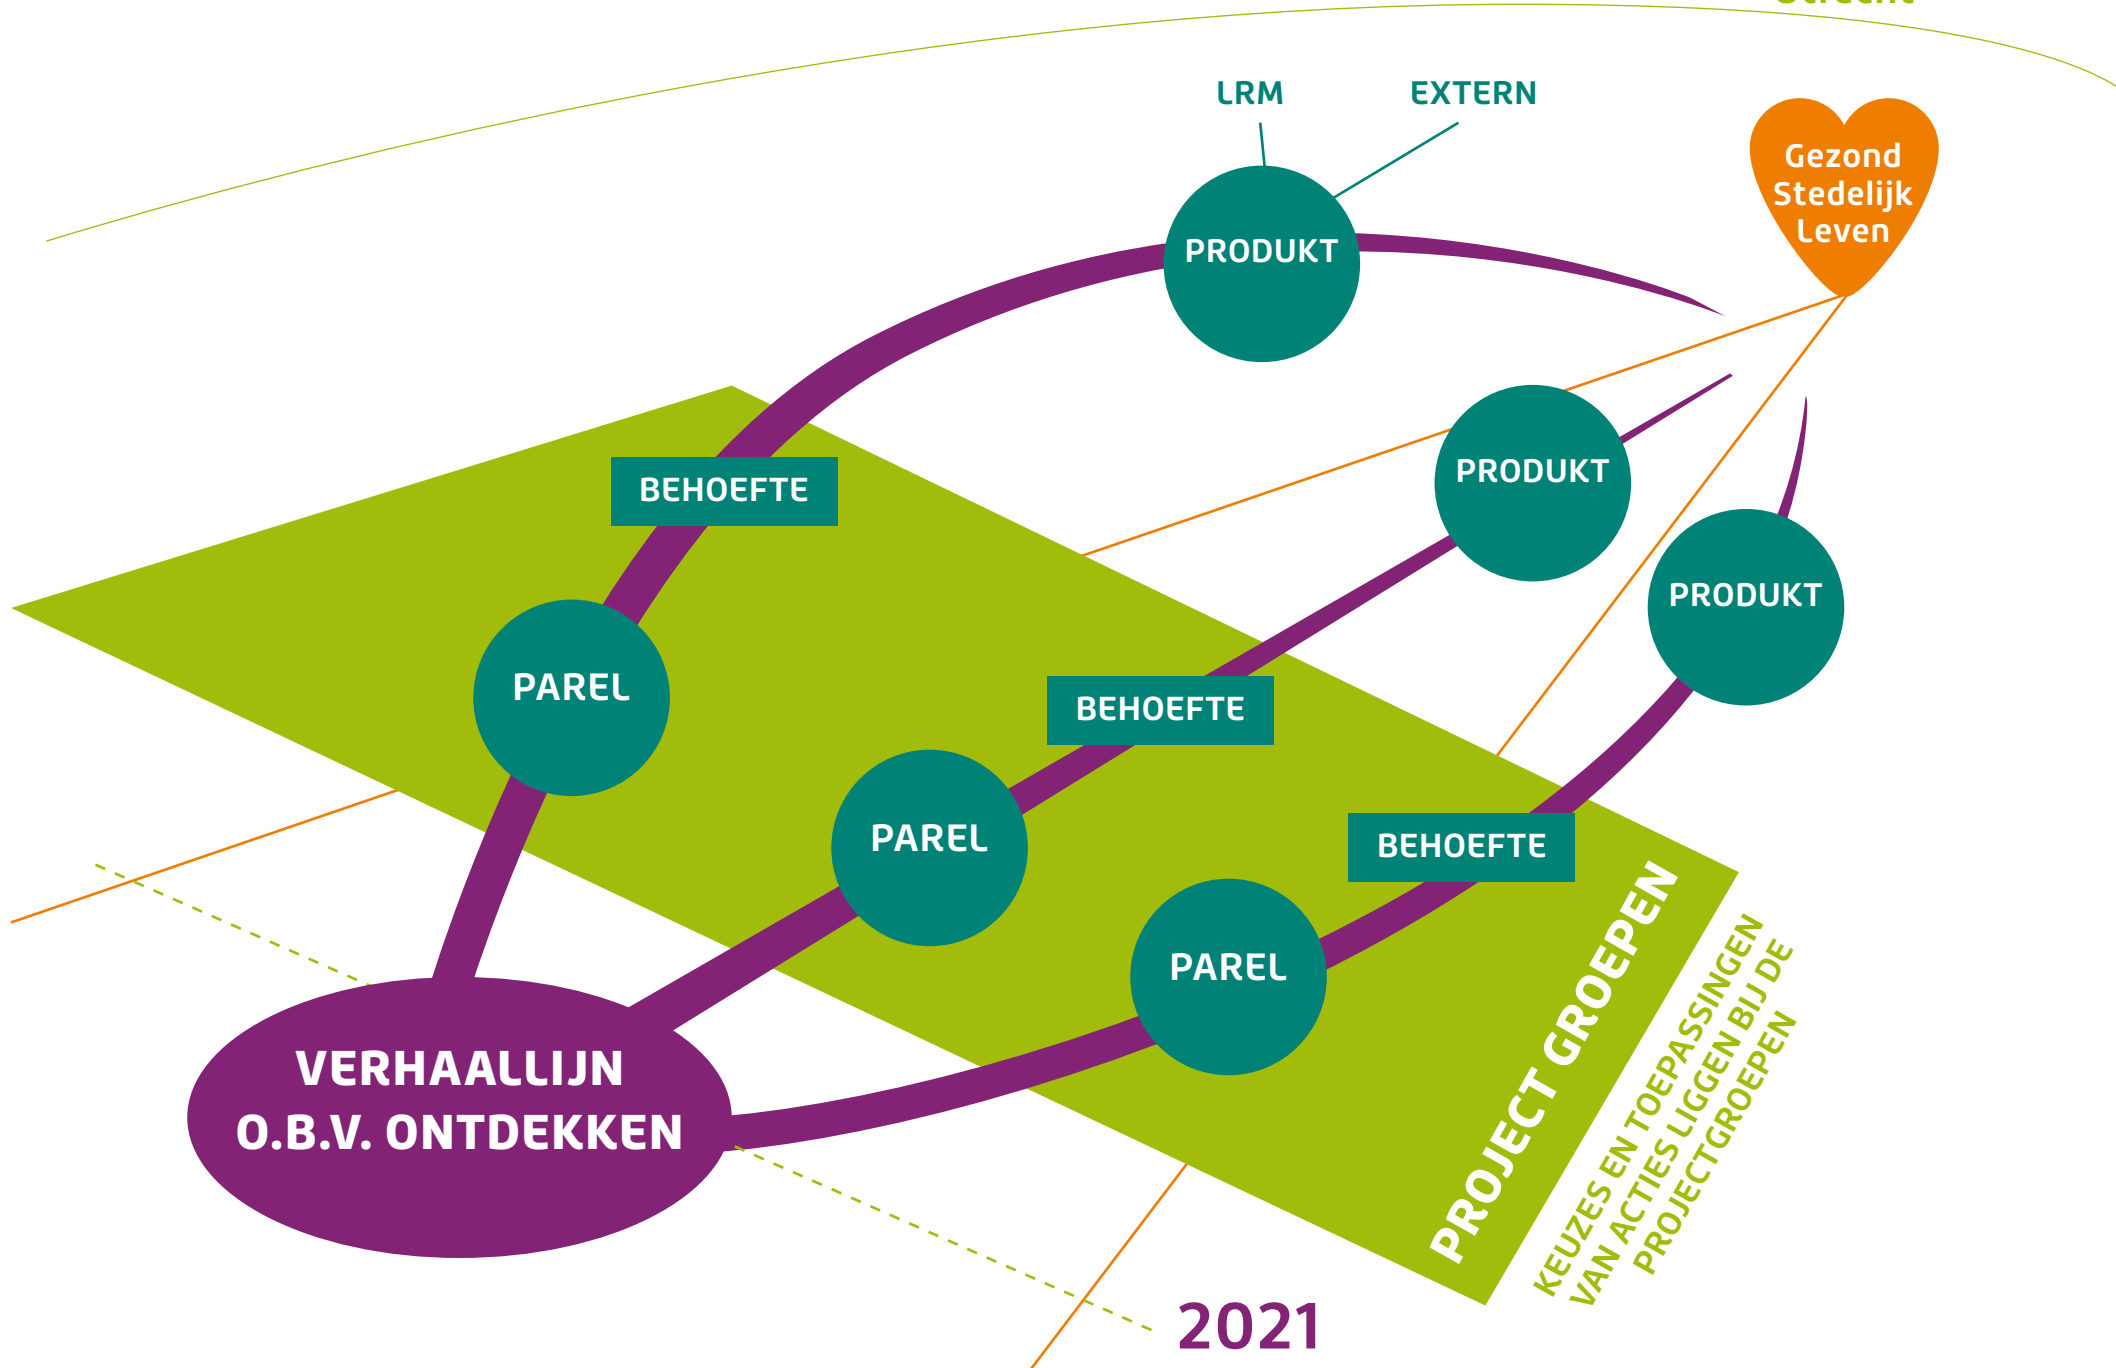 LRM
EXTERN
Gezond
Stedelijk
Leven
PRODUKT
PRODUKT
BEHOEFTE
PRODUKT
PAREL
BEHOEFTE
PAREL
BEHOEFTE
PAREL
PROJECT GROEPEN
KEUZES EN TOEPASSINGEN
VAN ACTIES LIGGEN BIJ DE
PROJECTGROEPEN
VERHAALLIJN
O.B.V. ONTDEKKEN
2021